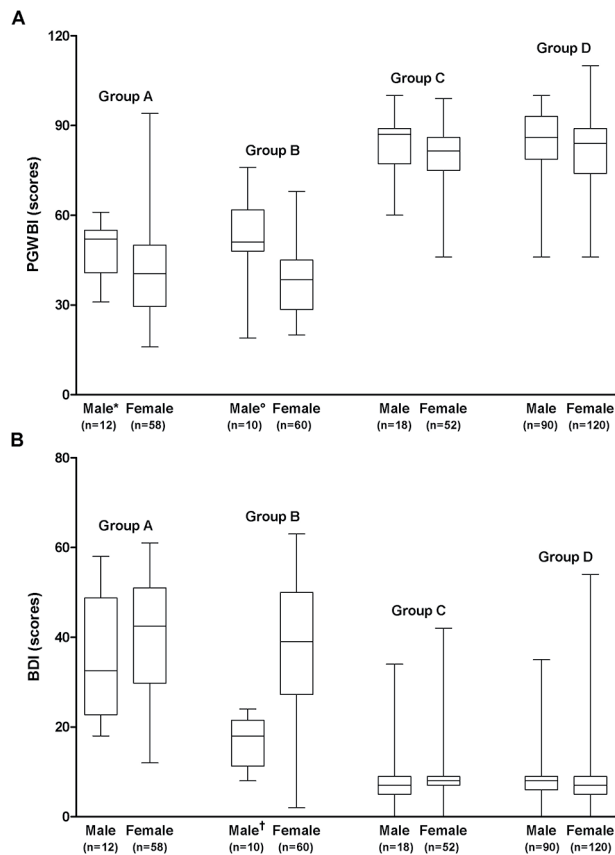 A
120
90
60
30
0
PGWBI (scores)
Group A
Group B
Group C
Group D
Male* Female Male° Female Male Female Male Female
(n=12) (n=58) (n=10) (n=60) (n=18) (n=52) (n=90) (n=120)
B
80
60
40
20
0
BDI (scores)
Group A
Group B
Group C
Group D
Male Female Male† Female Male Female Male Female
(n=12) (n=58) (n=10) (n=60) (n=18) (n=52) (n=90) (n=120)